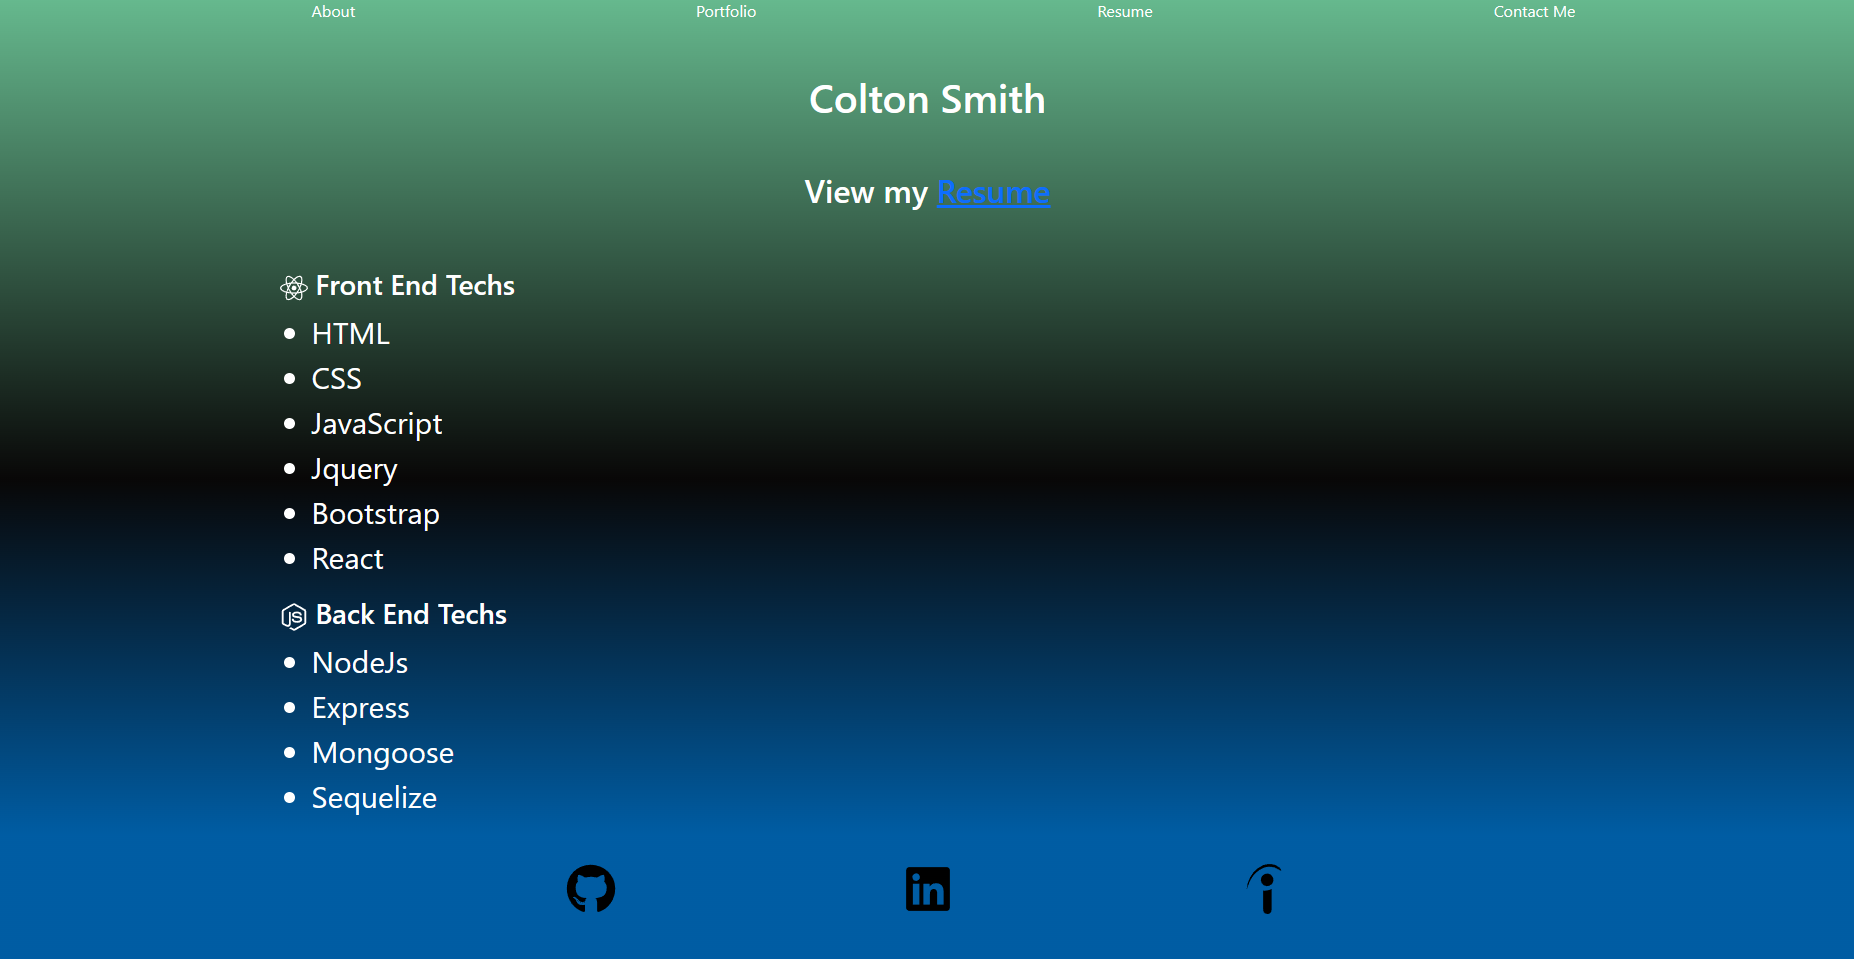 About Portfolio Resume Contact Me
Colton Smith
View my Resume
Front End Techs
HTML
CSS
JavaScript
Jquery
Bootstrap
React
JS Back End Techs
NodeJs
Express
Mongoose
Sequelize
in